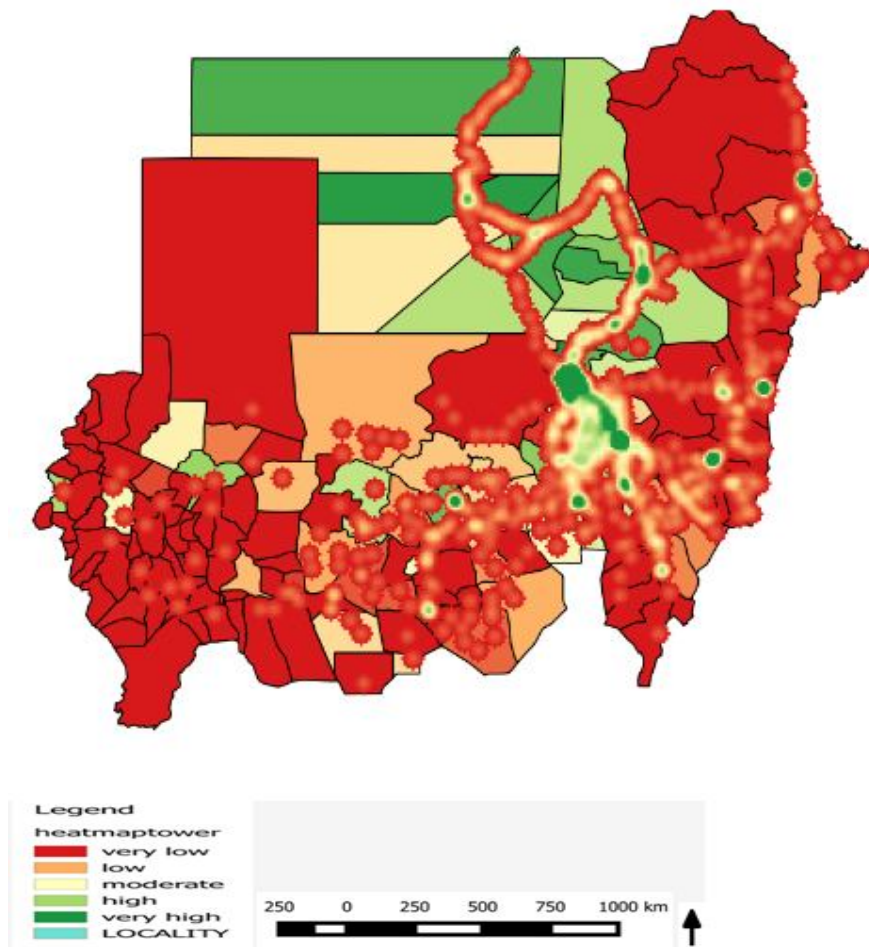 Legend
heatmaptower
very low
low
moderate
high
very high
LOCALITY
250 0 250 500 750 1000 km